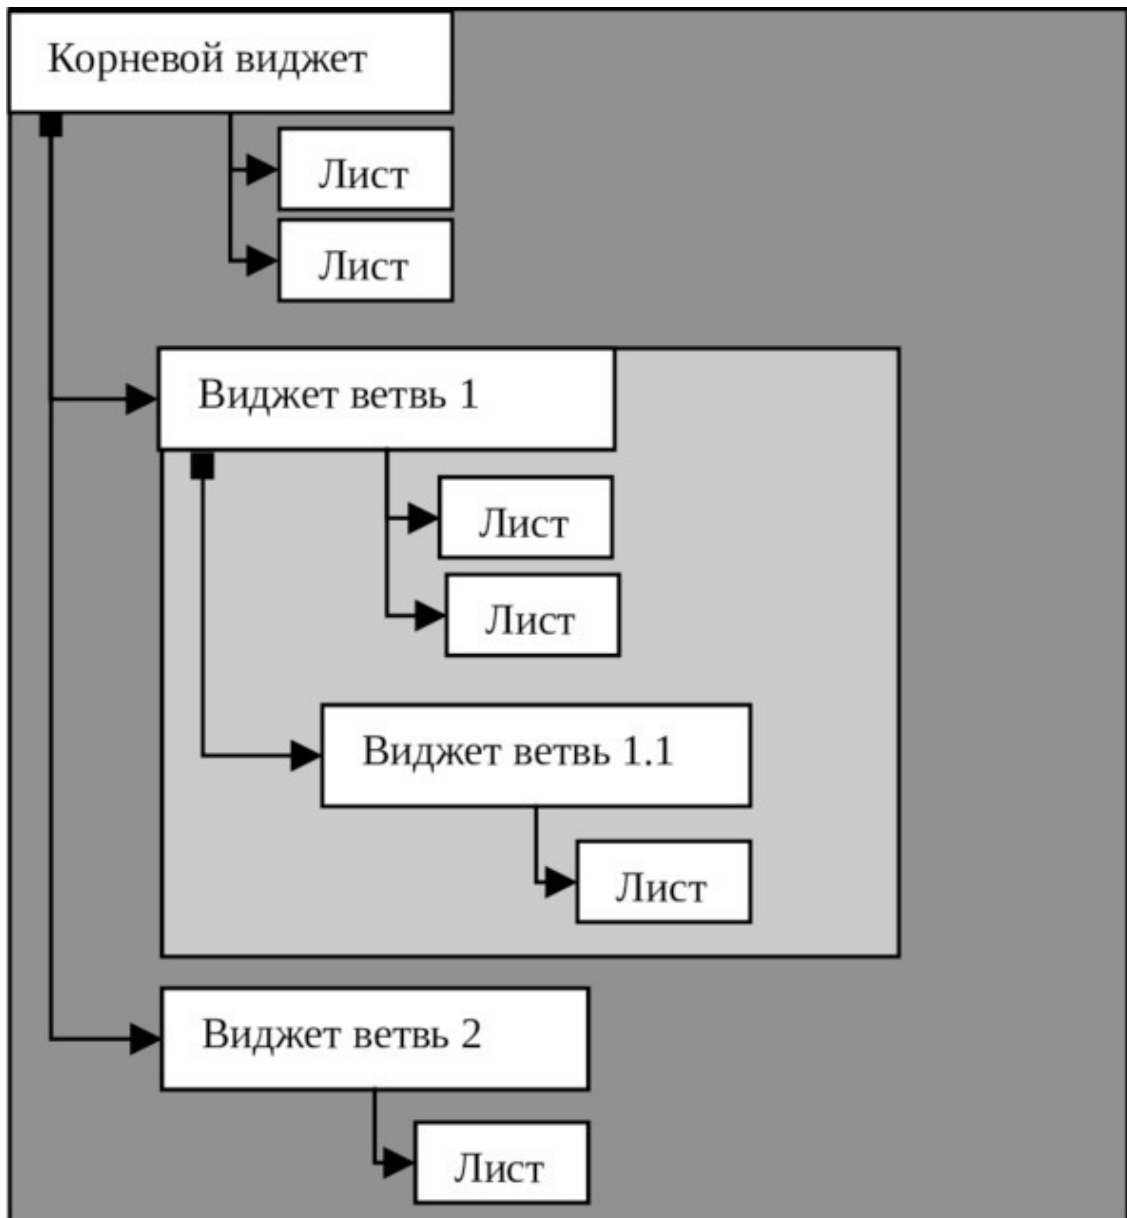 Корневой виджет
Лист
Лист
Виджет ветвь 1
Лист
Лист
Виджет ветвь 1.1
Лист
Виджет ветвь 2
Лист